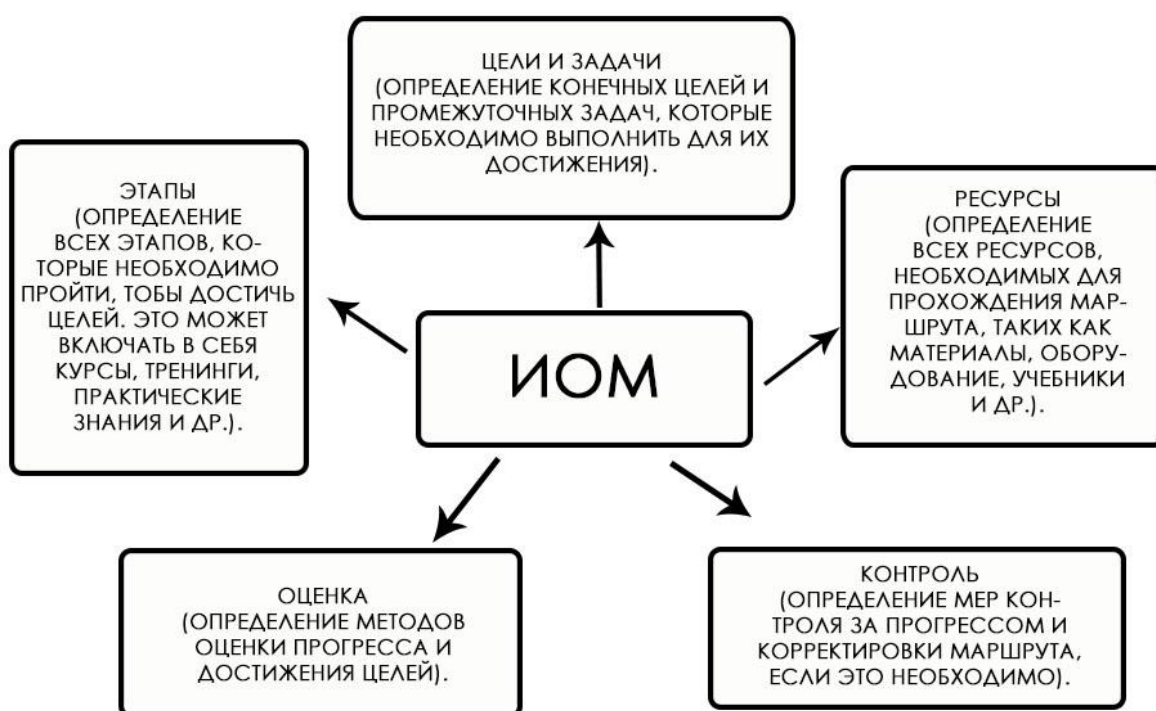 ЦЕЛИ И ЗАДАЧИ
(ОПРЕДЕЛЕНИЕ КОНЕЧНЫХ ЦЕЛЕЙ И
ПРОМЕЖУТОЧНЫХ ЗАДАЧ, КОТОРЫЕ
НЕОБХОДИМО ВЫПОЛНИТЬ ДЛЯ ИХ
ДОСТИЖЕНИЯ).
ЭТАПЫ
(ОПРЕДЕЛЕНИЕ
ВСЕХ ЭТАПОВ, КО-
ТОРЫЕ НЕОБХОДИМО
ПРОЙТИ, ТОБЫ ДОСТИЧЬ
ЦЕЛЕЙ. ЭТО МОЖЕТ
ВКЛЮЧАТЬ В СЕБЯ
КУРСЫ, ТРЕНИНГИ,
ПРАКТИЧЕСКИЕ
ЗНАНИЯ И ДР.).
ИОМ
РЕСУРСЫ
(ОПРЕДЕЛЕНИЕ
ВСЕХ РЕСУРСОВ,
НЕОБХОДИМЫХ ДЛЯ
ПРОХОЖДЕНИЯ МАР-
ШРУТА, ТАКИХ КАК
МАТЕРИАЛЫ, ОБОРУ-
ДОВАНИЕ, УЧЕБНИКИ
И ДР.).
ОЦЕНКА
(ОПРЕДЕЛЕНИЕ МЕТОДОВ
ОЦЕНКИ ПРОГРЕССА И
ДОСТИЖЕНИЯ ЦЕЛЕЙ).
КОНТРОЛЬ
(ОПРЕДЕЛЕНИЕ МЕР КОН-
ТРОЛЯ ЗА ПРОГРЕССОМ И
КОРРЕКТИРОВКИ МАРШРУТА,
ЕСЛИ ЭТО НЕОБХОДИМО).